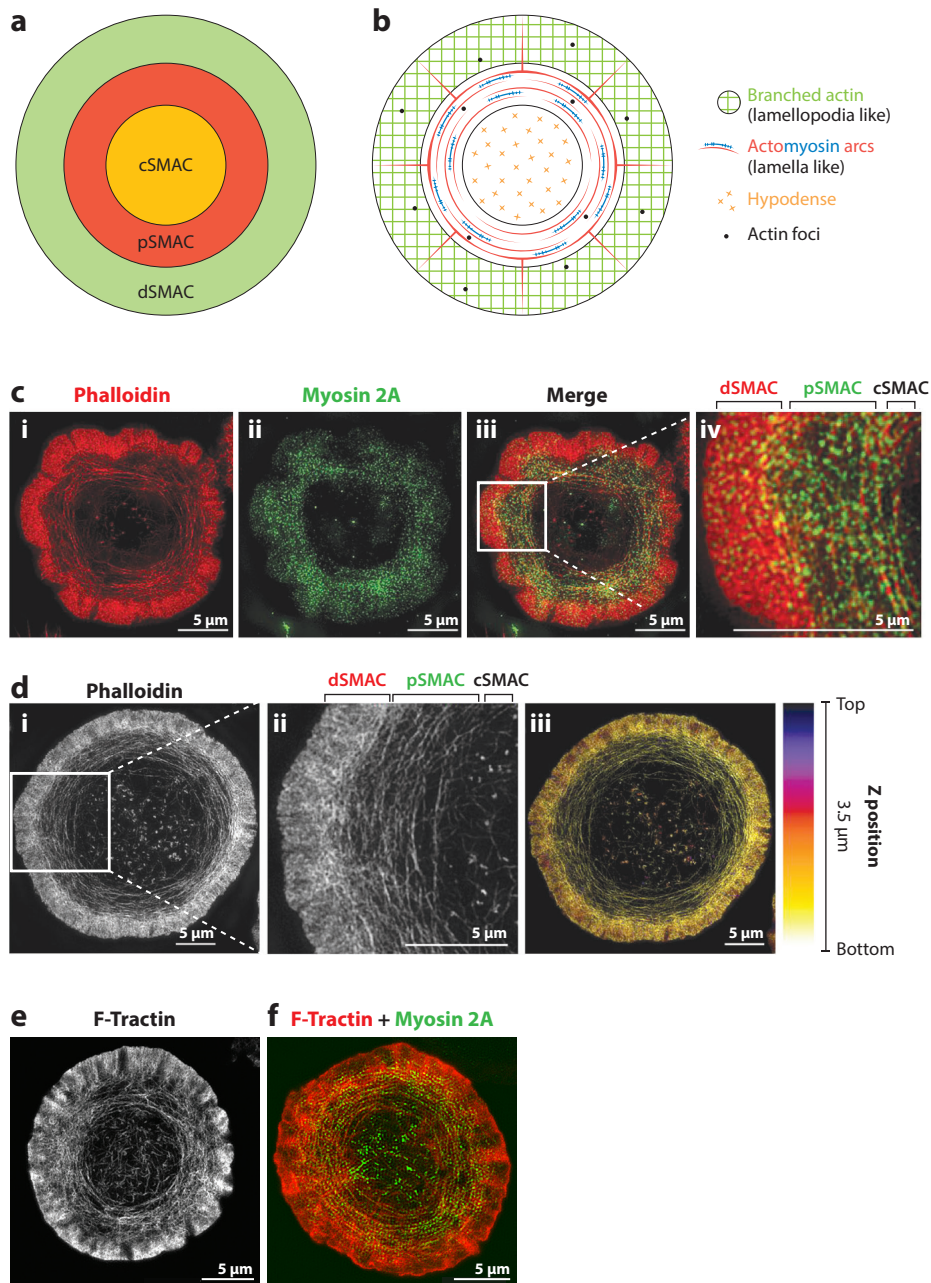 a
cSMAC
pSMAC
dSMAC
b
Branched actin
(lamellopodia like)
Actomyosin arcs
(lamella like)
Hypodense
Actin foci
c
Phalloidin
Myosin 2A
Merge
dSMAC pSMAC cSMAC
i
ii
iii
iv
5 µm
5 µm
5 µm
5 µm
d
Phalloidin
dSMAC pSMAC cSMAC
i
ii
iii
5 µm
5 µm
5 µm
Top
Z position
3.5 µm
Bottom
e
F-Tractin
5 µm
f
F-Tractin + Myosin 2A
5 µm